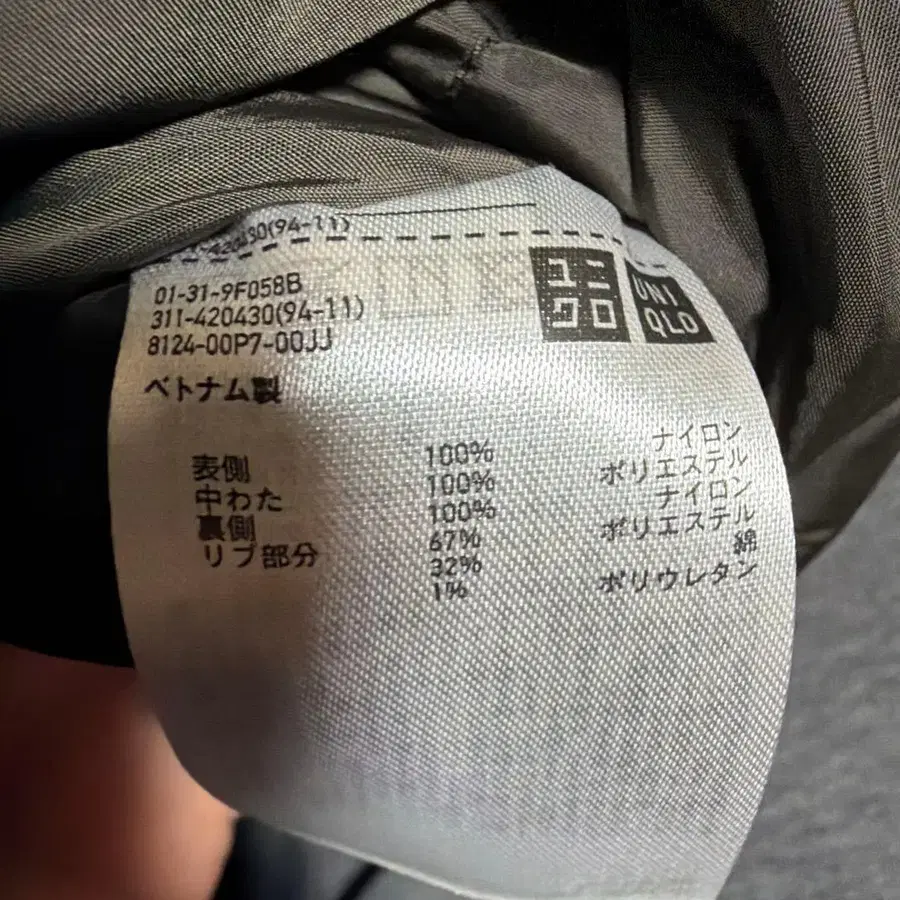 420430(94-11)
01-31-9F058B
311-420430(94-11)
8124-00P7-00JJ
ユニ
クロ
UNI
QLO
ベトナム製
表側 100% ナイロン
中わた 100% ポリエステル
裏側 100% ナイロン
リブ部分 67% ポリエステル
32% 綿
1% ポリウレタン